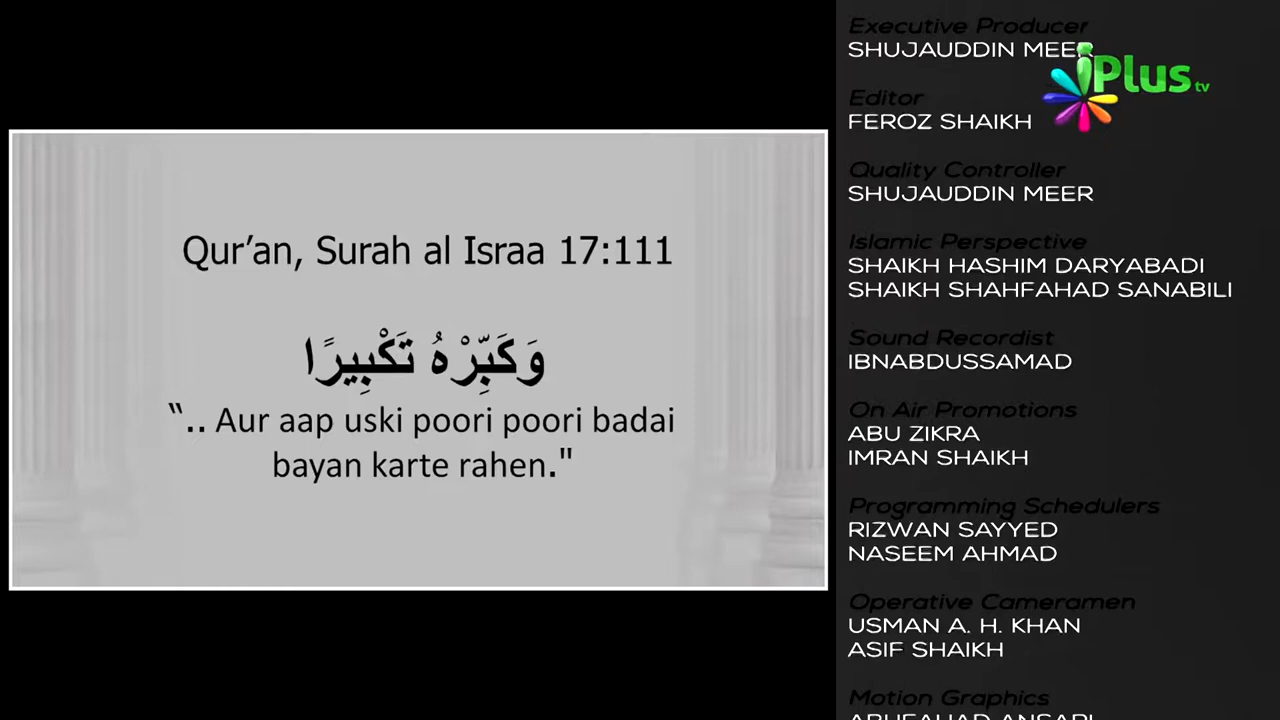 Qur’an, Surah al Israa 17:111
وَكَبِّرْهُ تَكْبِيرًا
“.. Aur aap uski poori poori badai
bayan karte rahen."
Executive Producer
SHUJAUDDIN MEER
iPlus tv
Editor
FEROZ SHAIKH
Quality Controller
SHUJAUDDIN MEER
Islamic Perspective
SHAIKH HASHIM DARYABADI
SHAIKH SHAHFAHAD SANABILI
Sound Recordist
IBNABDUSSAMAD
On Air Promotions
ABU ZIKRA
IMRAN SHAIKH
Programming Schedulers
RIZWAN SAYYED
NASEEM AHMAD
Operative Cameramen
USMAN A. H. KHAN
ASIF SHAIKH
Motion Graphics
ABUFAHAD ANSARI